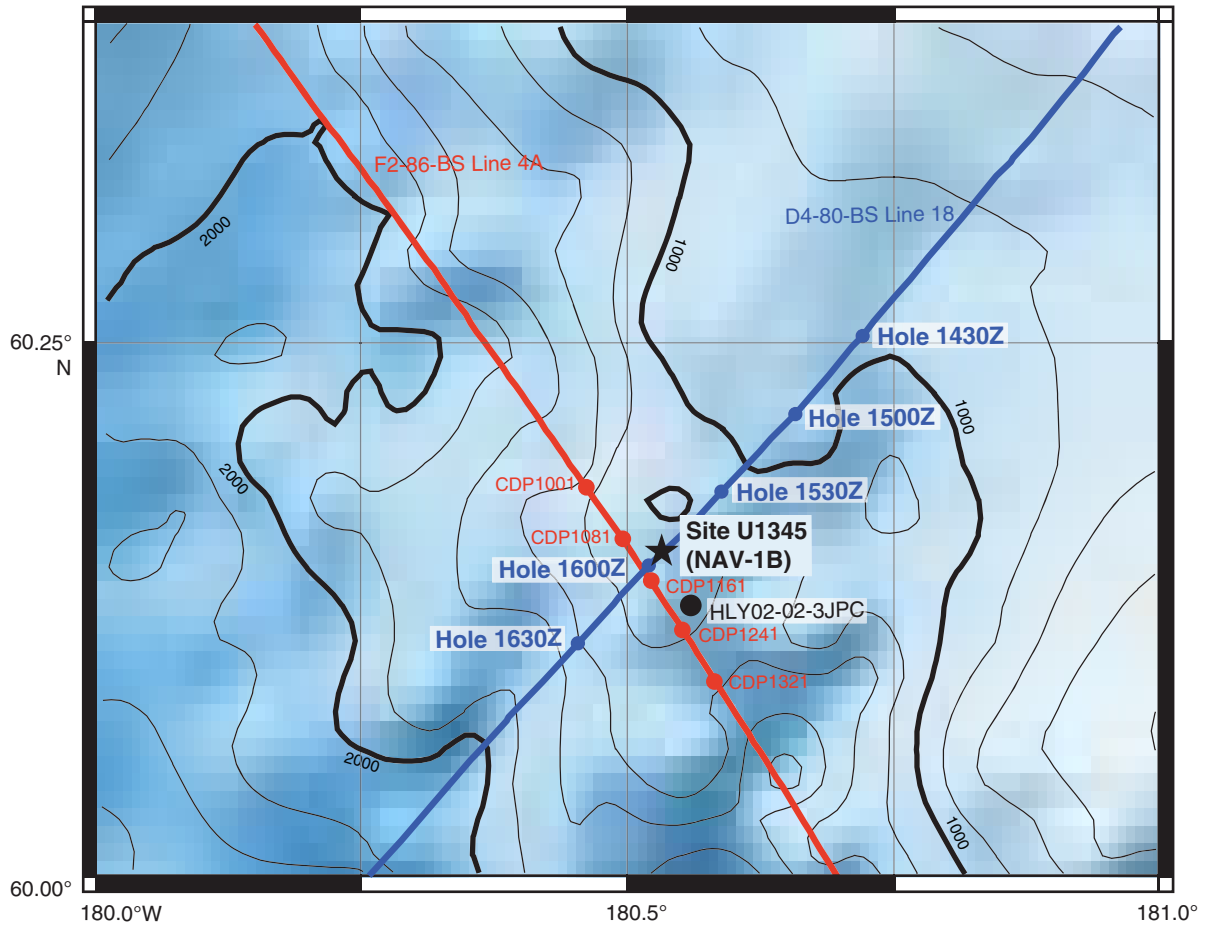 F2-86-BS Line 4A
D4-80-BS Line 18
2000
1000
60.25°
N
Hole 1430Z
Hole 1500Z
1000
2000
CDP1001
Hole 1530Z
CDP1081
Site U1345
(NAV-1B)
Hole 1600Z
CDP1161
HLY02-02-3JPC
Hole 1630Z
CDP1241
CDP1321
2000
1000
60.00°
180.0°W
180.5°
181.0°